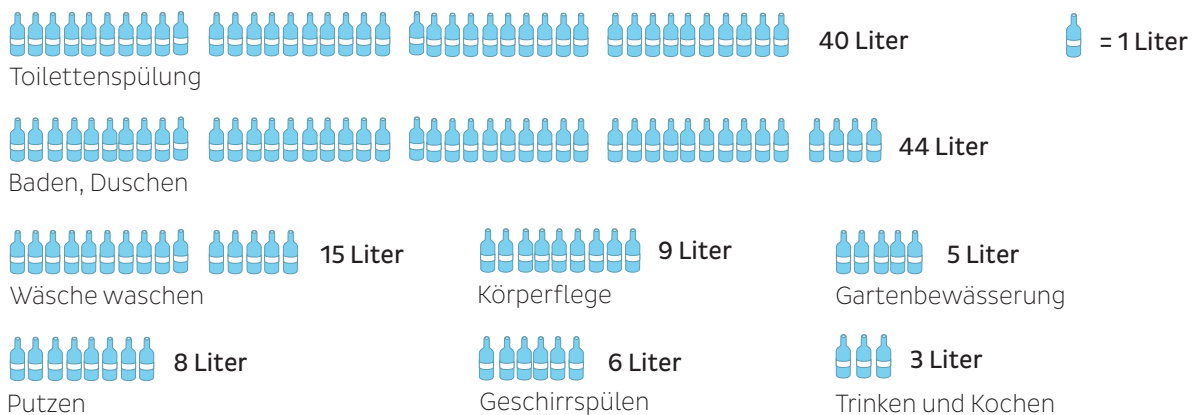 40 Liter
= 1 Liter
Toilettenspülung
44 Liter
Baden, Duschen
15 Liter
9 Liter
5 Liter
Wäsche waschen
Körperflege
Gartenbewässerung
8 Liter
6 Liter
3 Liter
Putzen
Geschirrspülen
Trinken und Kochen